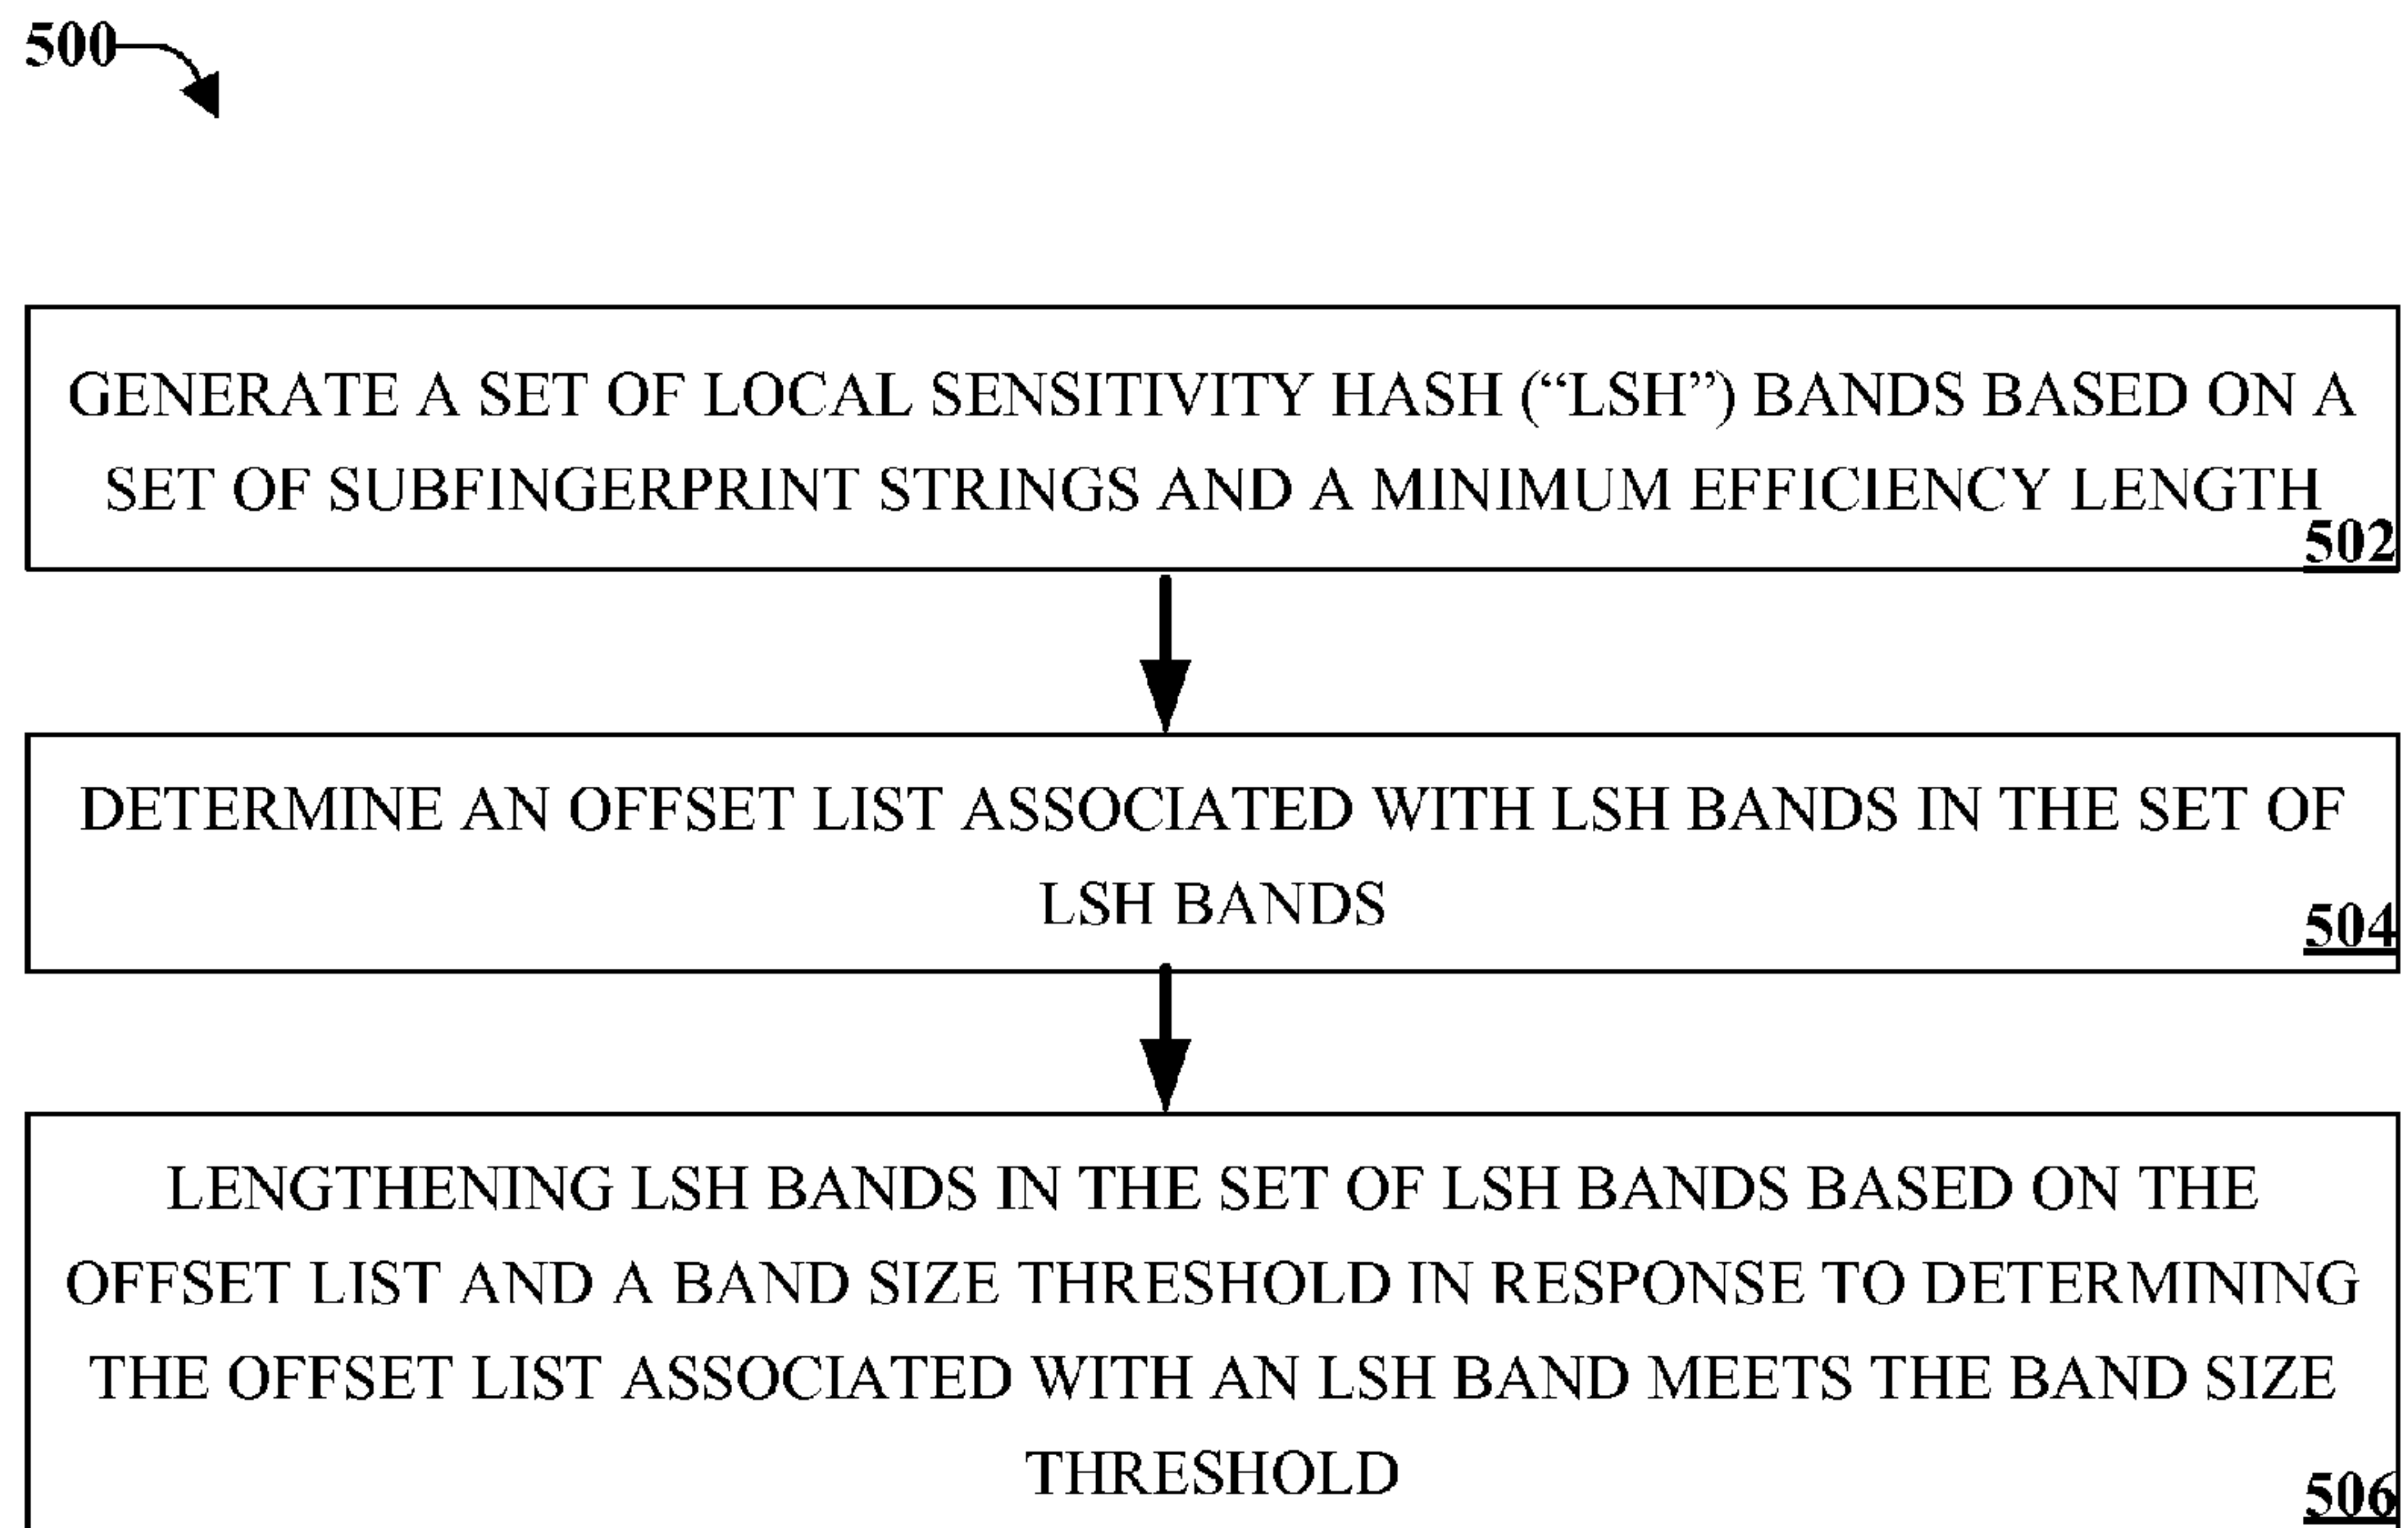 500
GENERATE A SET OF LOCAL SENSITIVITY HASH (“LSH”) BANDS BASED ON A
SET OF SUBFINGERPRINT STRINGS AND A MINIMUM EFFICIENCY LENGTH
502
DETERMINE AN OFFSET LIST ASSOCIATED WITH LSH BANDS IN THE SET OF
LSH BANDS
504
LENGTHENING LSH BANDS IN THE SET OF LSH BANDS BASED ON THE
OFFSET LIST AND A BAND SIZE THRESHOLD IN RESPONSE TO DETERMINING
THE OFFSET LIST ASSOCIATED WITH AN LSH BAND MEETS THE BAND SIZE
THRESHOLD
506